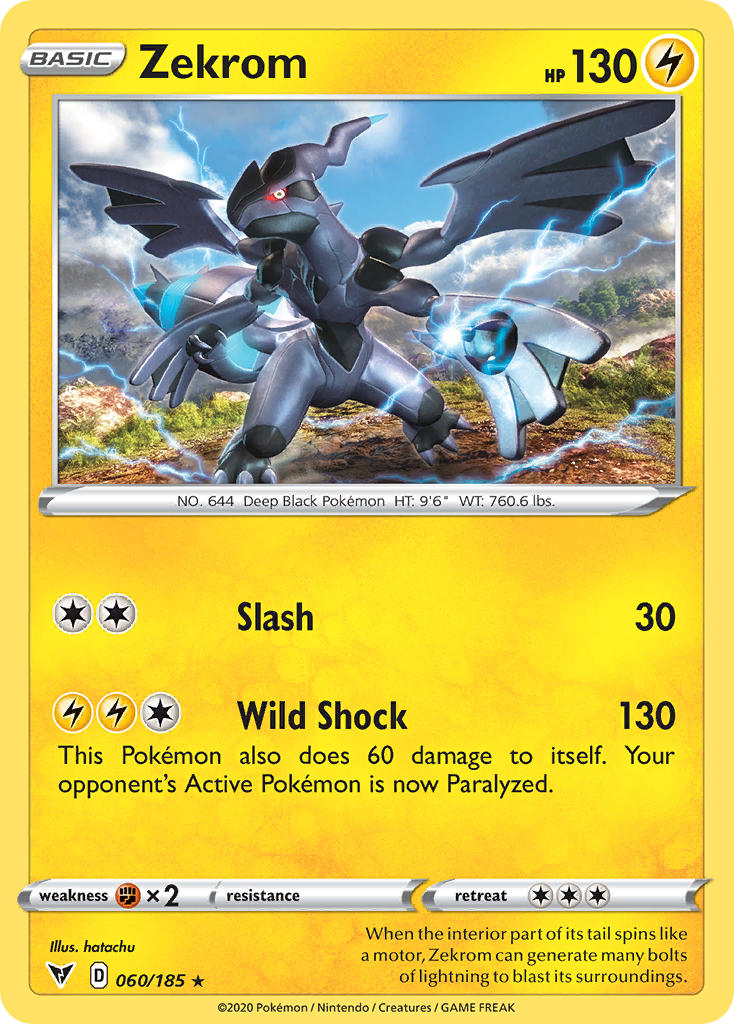 BASIC Zekrom HP 130
NO. 644 Deep Black Pokémon HT: 9'6" WT: 760.6 lbs.
Slash 30
Wild Shock 130
This Pokémon also does 60 damage to itself. Your
opponent's Active Pokémon is now Paralyzed.
weakness ×2 resistance retreat
Illus. hatachu
When the interior part of its tail spins like
a motor, Zekrom can generate many bolts
of lightning to blast its surroundings.
D 060/185 ★
©2020 Pokémon / Nintendo / Creatures / GAME FREAK